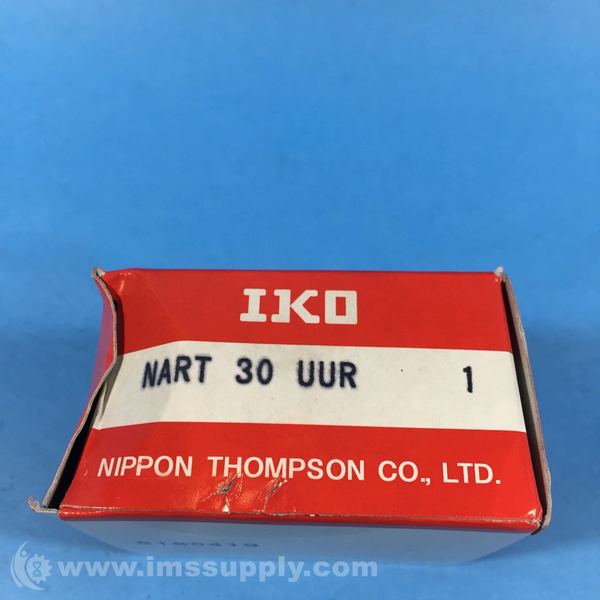 IKO
NART 30 UUR 1
NIPPON THOMPSON CO., LTD.
www.imssupply.com